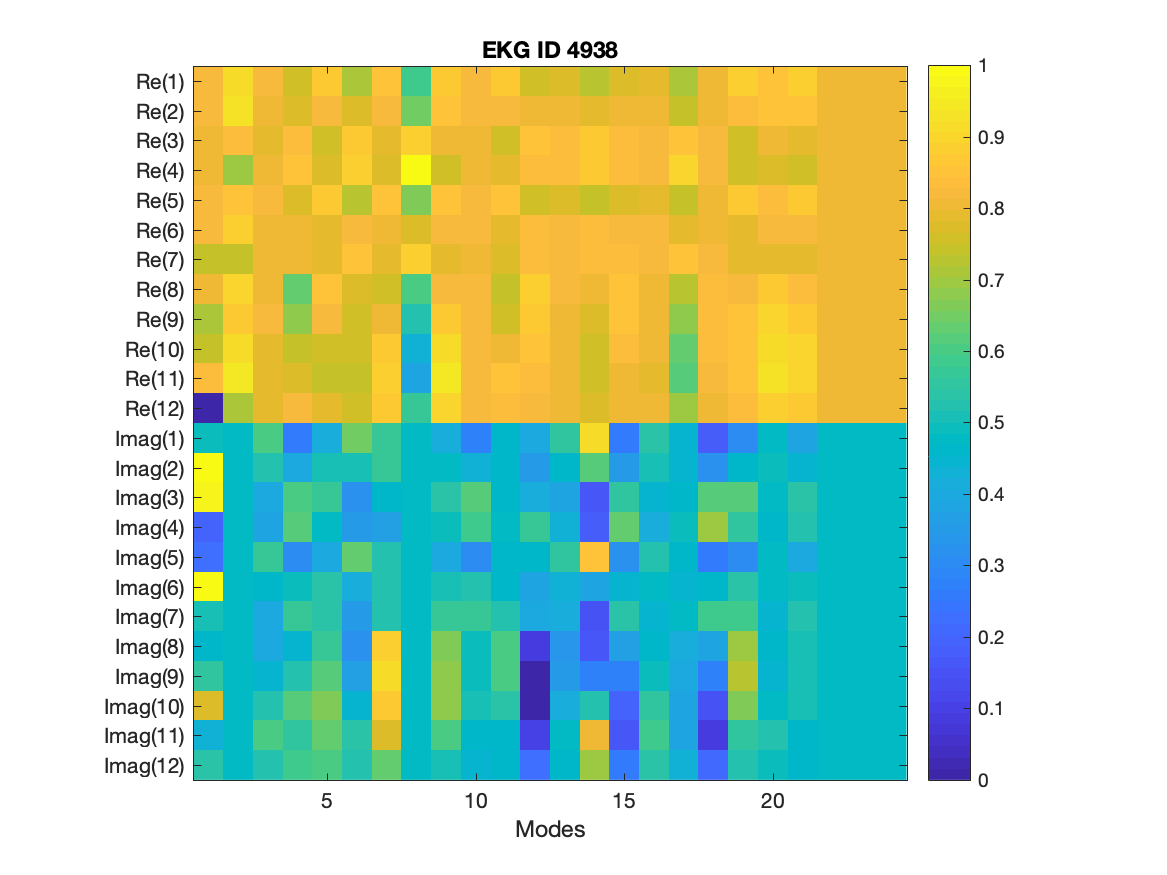 EKG ID 4938
Re(1)
Re(2)
Re(3)
Re(4)
Re(5)
Re(6)
Re(7)
Re(8)
Re(9)
Re(10)
Re(11)
Re(12)
Imag(1)
Imag(2)
Imag(3)
Imag(4)
Imag(5)
Imag(6)
Imag(7)
Imag(8)
Imag(9)
Imag(10)
Imag(11)
Imag(12)
5 10 15 20
Modes
1
0.9
0.8
0.7
0.6
0.5
0.4
0.3
0.2
0.1
0